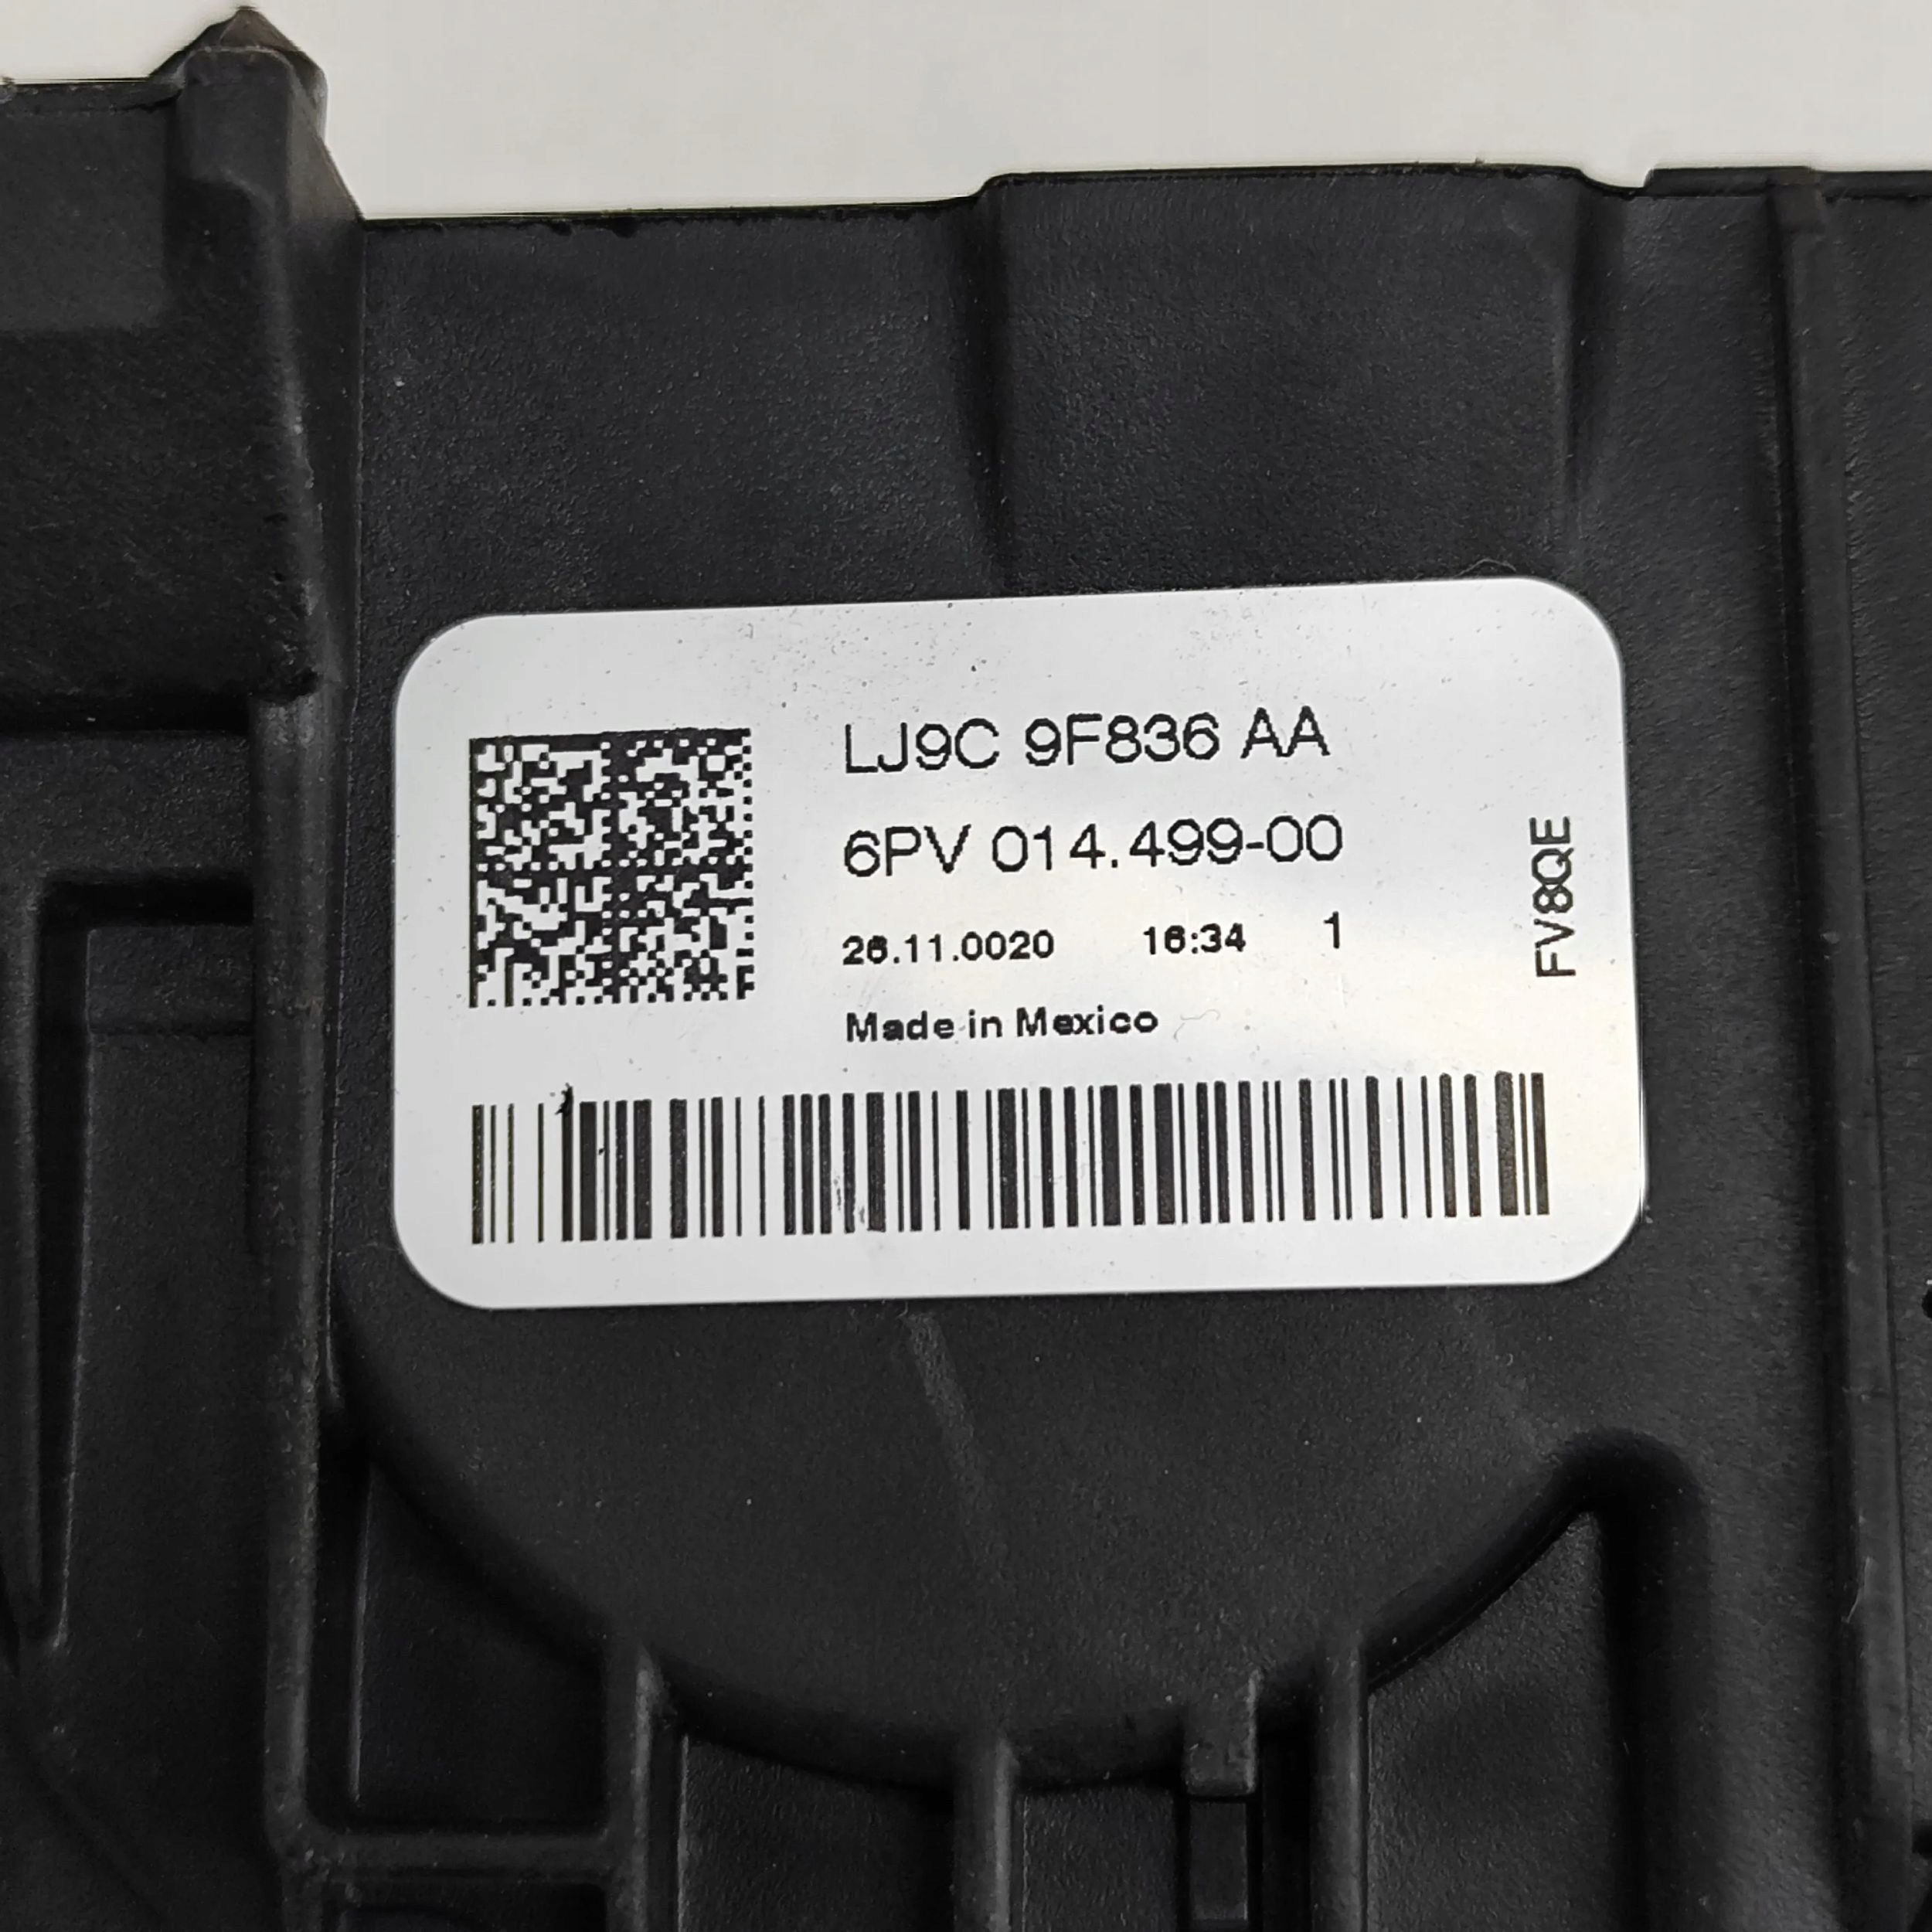 LJ9C 9F836 AA
6PV 014.499-00
26.11.0020 16:34 1
Made in Mexico
FV8QE